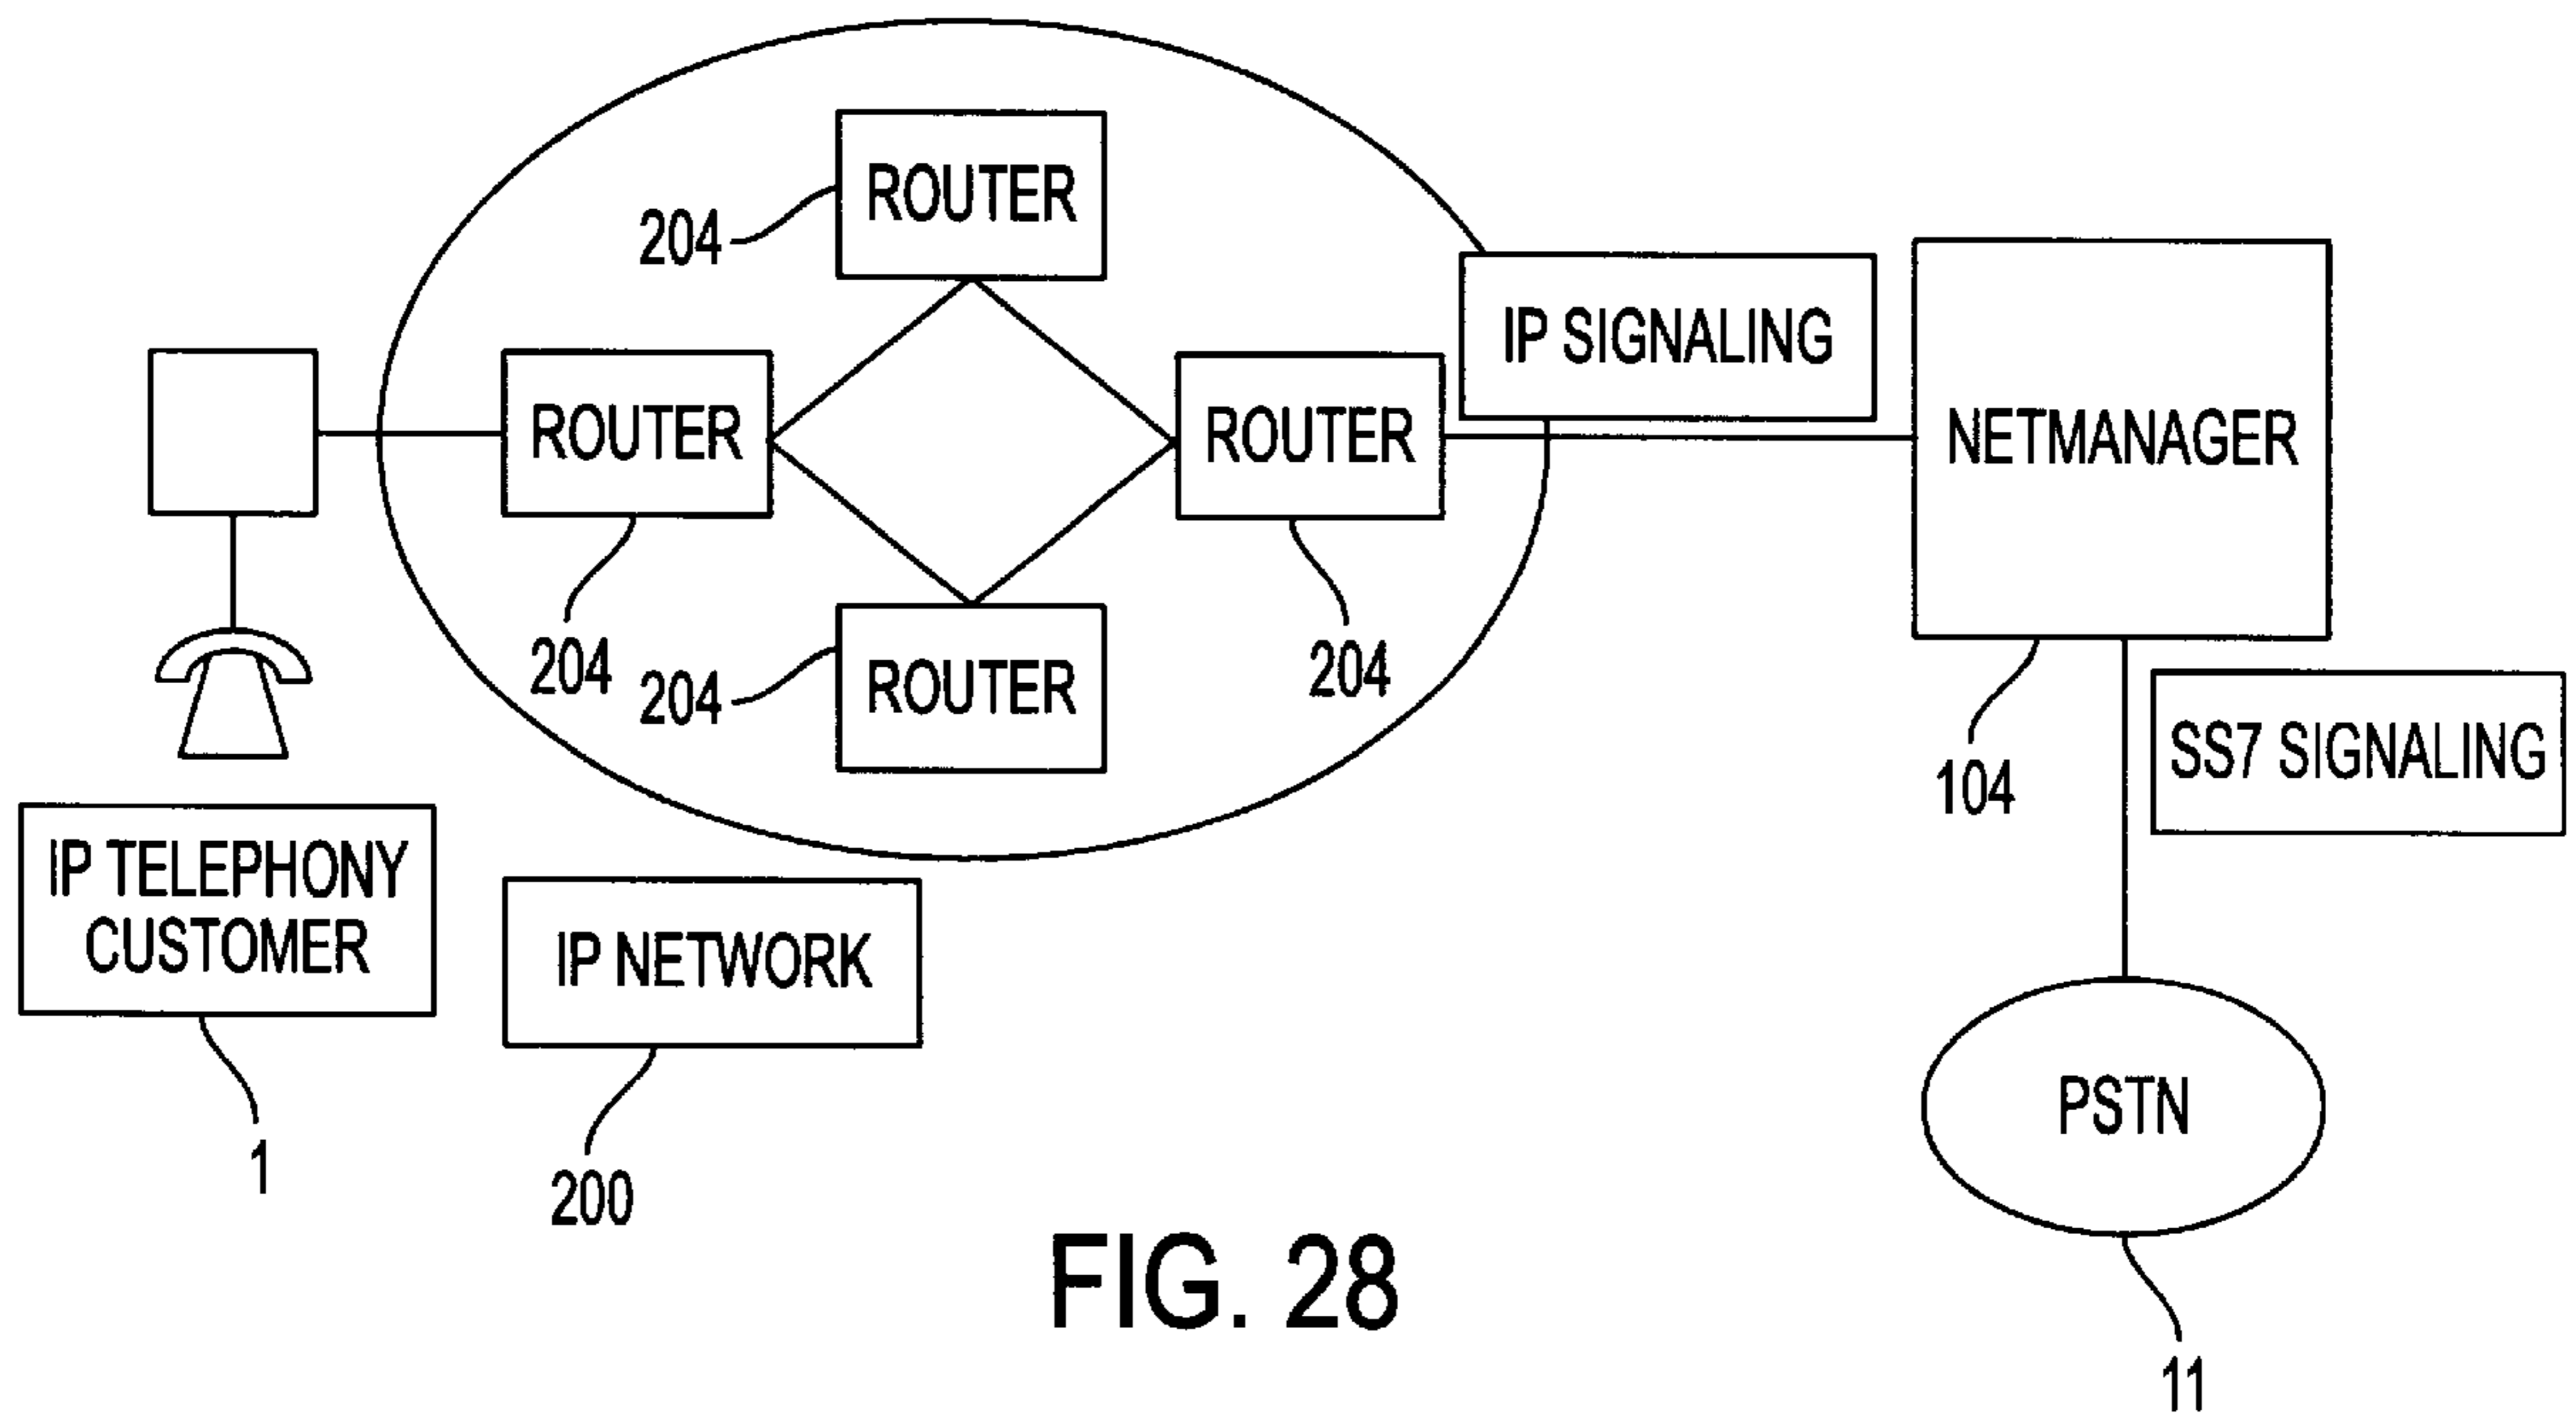 ROUTER
204
IP SIGNALING
ROUTER
ROUTER
NETMANAGER
204
204
204
ROUTER
104
SS7 SIGNALING
IP TELEPHONY
CUSTOMER
IP NETWORK
1
200
PSTN
FIG. 28
11